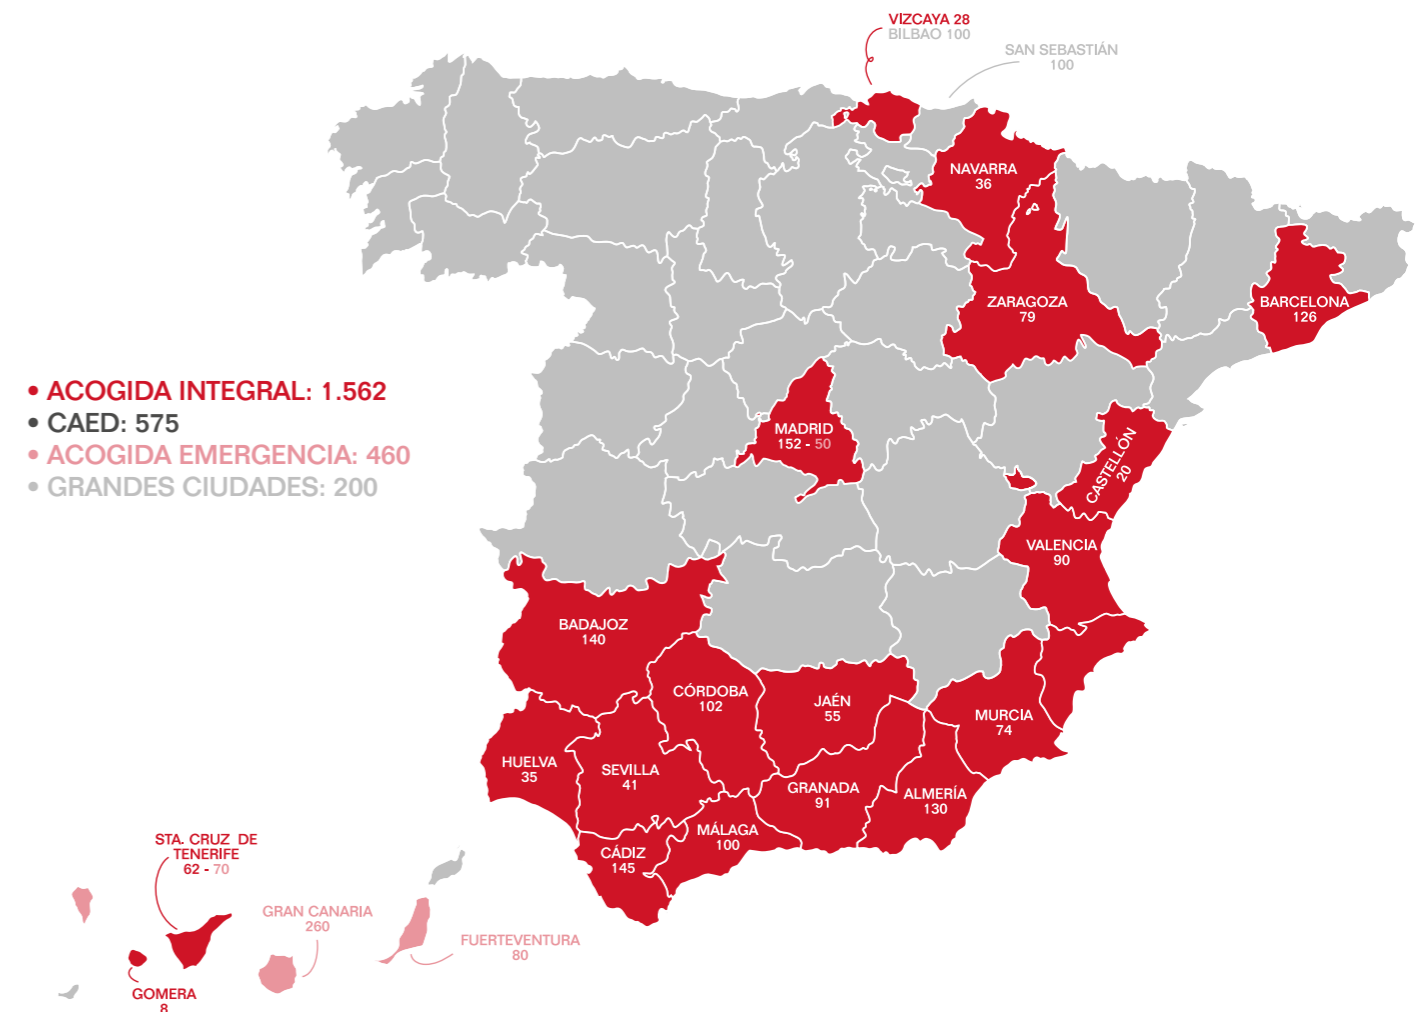 VIZCAYA 28
BILBAO 100
SAN SEBASTIÁN
100
NAVARRA
36
ZARAGOZA
79
BARCELONA
126
• ACOGIDA INTEGRAL: 1.562
• CAED: 575
• ACOGIDA EMERGENCIA: 460
• GRANDES CIUDADES: 200
MADRID
152 - 50
CASTELLÓN
20
VALENCIA
90
BADAJOZ
140
CÓRDOBA
102
JAÉN
55
MURCIA
74
HUELVA
35
SEVILLA
41
GRANADA
91
ALMERÍA
130
MÁLAGA
100
CÁDIZ
145
STA. CRUZ DE
TENERIFE
62 - 70
GRAN CANARIA
260
FUERTEVENTURA
80
GOMERA
8